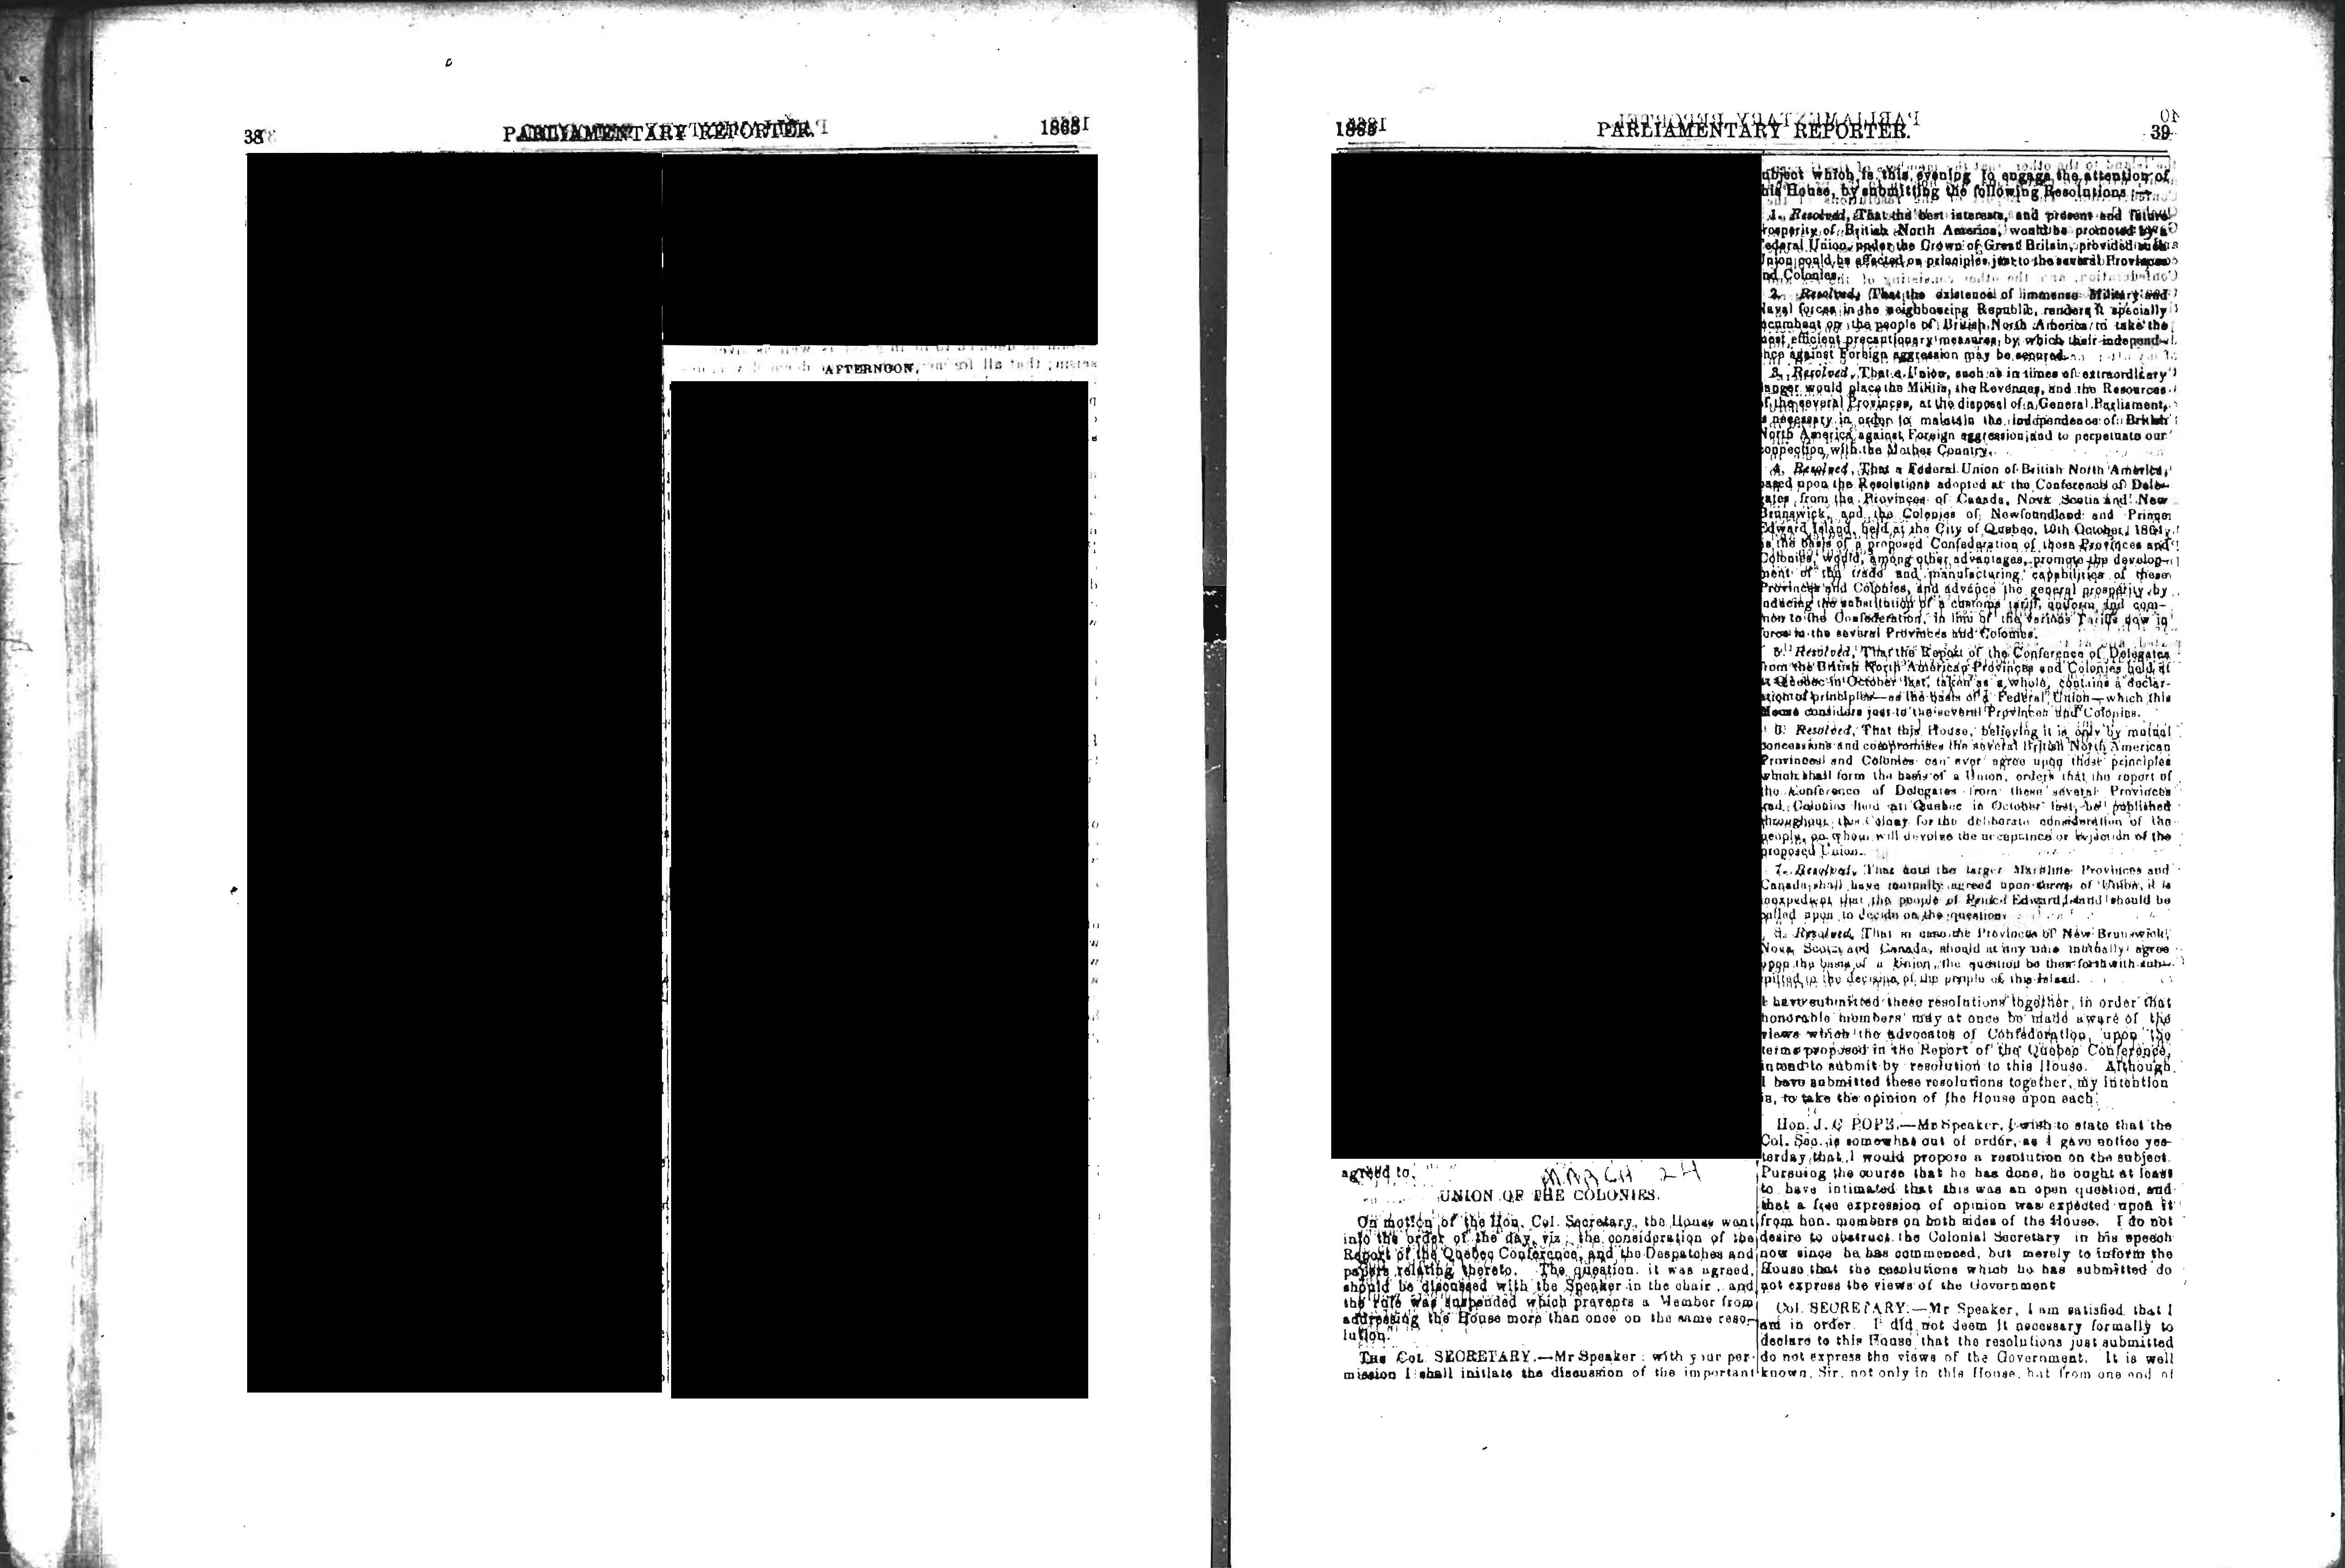 38
PARLIAMENTARY REPORTER.
1865
AFTERNOON.
1865
PARLIAMENTARY REPORTER.
39
agreed to.
MARCH 24
UNION OF THE COLONIES.
On motion of the Hon. Col. Secretary, the House went
into the order of the day, viz: the consideration of the
Report of the Quebec Conference, and the Despatches and
papers relating thereto. The question, it was agreed,
should be discussed with the Speaker in the chair, and
the rule was suspended which prevents a Member from
addressing the House more than once on the same reso-
lution.
THE COL SECRETARY.—Mr Speaker: with your per-
mission I shall initiate the discussion of the important
ubject which is this evening to engage the attention of
his House, by submitting the following Resolutions:—
1. Resolved, That the best interests, and present and future
rosperity of British North America, would be promoted by a
ederal Union under the Crown of Great Britain, provided such
Union could be effected on principles just to the several Provinces
nd Colonies.
2. Resolved, That the existence of immense Military and
Naval forces in the neighbouring Republic, renders it specially
ncumbent on the people of British North America to take the
most efficient precautionary measures, by which their independ-
nce against Foreign aggression may be secured.
3. Resolved, That a Union, such as in times of extraordinary
anger would place the Militia, the Revenues, and the Resources
f the several Provinces, at the disposal of a General Parliament,
s necessary in order to maintain the independence of British
North America against Foreign aggression and to perpetuate our
connection with the Mother Country.
4. Resolved, That a Federal Union of British North America,
based upon the Resolutions adopted at the Conference of Dele-
gates from the Provinces of Canada, Nova Scotia and New
Brunswick, and the Colonies of Newfoundland and Prince
Edward Island, held at the City of Quebec, 10th October, 1864,
as the basis of a proposed Confederation of those Provinces and
Colonies, would, among other advantages, promote the develop-
ment of the trade and manufacturing capabilities of these
Provinces and Colonies, and advance the general prosperity by
inducing the substitution of a customs tariff, uniform and com-
mon to the Confederation, in lieu of the various Tariffs now in
force in the several Provinces and Colonies.
5. Resolved, That the Report of the Conference of Delegates
from the British North American Provinces and Colonies held at
Quebec in October last, taken as a whole, contains a declar-
ation of principles—as the basis of a Federal Union—which this
House considers just to the several Provinces and Colonies.
6. Resolved, That this House, believing it is only by mutual
concessions and compromises the several British North American
Provinces and Colonies can ever agree upon those principles
which shall form the basis of a Union, orders that the report of
the Conference of Delegates from these several Provinces
and Colonies held at Quebec in October last, be published
throughout this Colony for the deliberate consideration of the
people, on whom will devolve the acceptance or rejection of the
proposed Union.
7. Resolved, That until the larger Maritime Provinces and
Canada shall have mutually agreed upon terms of Union, it is
inexpedient that the people of Prince Edward Island should be
called upon to decide on the question.
8. Resolved, That in case the Provinces of New Brunswick,
Nova Scotia and Canada, should at any time mutually agree
upon the basis of a Union, the question be then forthwith sub-
mitted to the decision of the people of this Island.
I have submitted these resolutions together, in order that
honorable members may at once be made aware of the
views which the advocates of Confederation, upon the
terms proposed in the Report of the Quebec Conference,
intend to submit by resolution to this House. Although
I have submitted these resolutions together, my intention
is, to take the opinion of the House upon each.
Hon. J. C POPE.—Mr Speaker, I wish to state that the
Col. Sec. is somewhat out of order, as I gave notice yes-
terday that I would propose a resolution on the subject.
Pursuing the course that he has done, he ought at least
to have intimated that this was an open question, and
that a free expression of opinion was expected upon it
from hon. members on both sides of the House. I do not
desire to obstruct the Colonial Secretary in his speech
now since he has commenced, but merely to inform the
House that the resolutions which he has submitted do
not express the views of the Government
Col. SECRETARY.—Mr Speaker, I am satisfied that I
am in order. I did not deem it necessary formally to
declare to this House that the resolutions just submitted
do not express the views of the Government. It is well
known, Sir, not only in this House, but from one end of